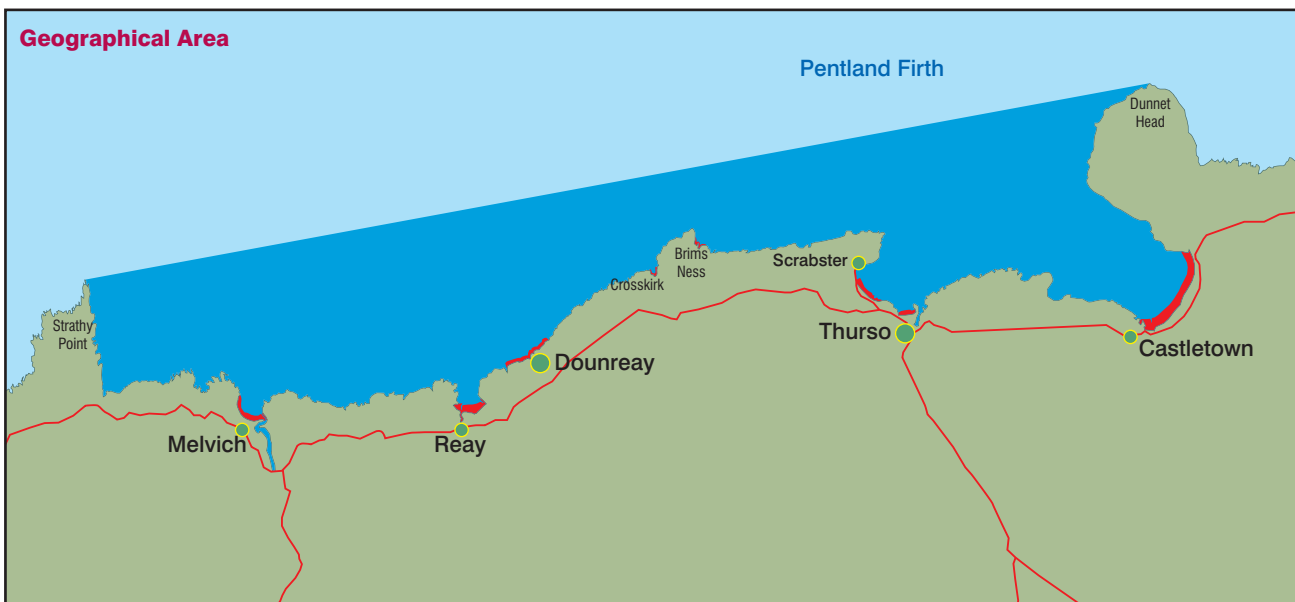 Geographical Area
Pentland Firth
Dunnet
Head
Brims
Ness
Scrabster
Crosskirk
Strathy
Point
Thurso
Castletown
Dounreay
Melvich
Reay